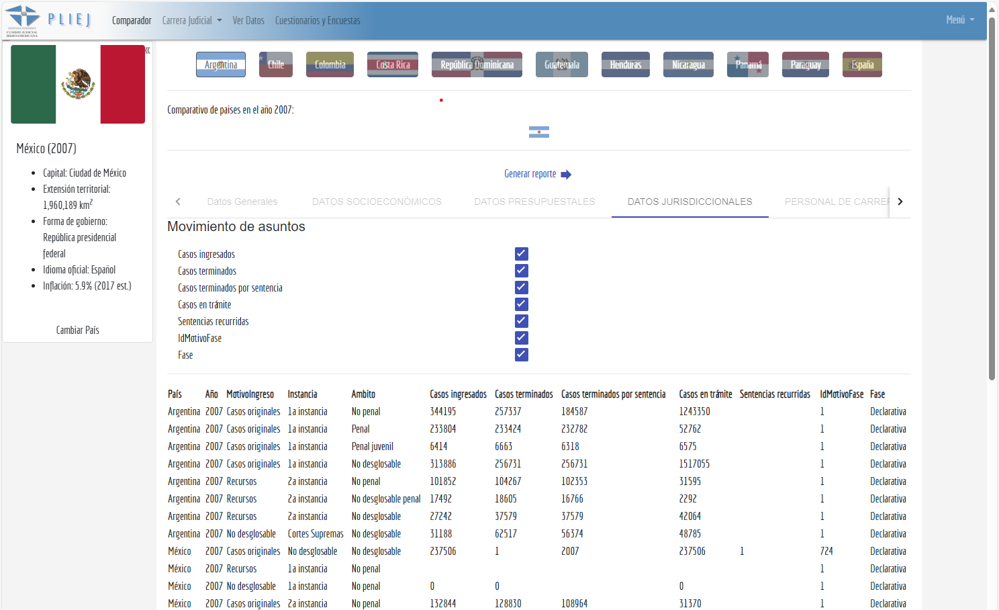 PLIEJ
CUMBRE JUDICIAL
IBEROAMERICANA
Comparador Carrera Judicial Ver Datos Cuestionarios y Encuestas Menú
«
México (2007)
Capital: Ciudad de México
Extensión territorial:
1,960,189 km²
Forma de gobierno:
República presidencial
federal
Idioma oficial: Español
Inflación: 5.9% (2017 est.)
Cambiar País
Argentina Chile Colombia Costa Rica República Dominicana Guatemala Honduras Nicaragua Panamá Paraguay España
Comparativo de paises en el año 2007:
Generar reporte
Datos Generales DATOS SOCIOECONÓMICOS DATOS PRESUPUESTALES DATOS JURISDICCIONALES PERSONAL DE CARRER
Movimiento de asuntos
Casos ingresados
Casos terminados
Casos terminados por sentencia
Casos en trámite
Sentencias recurridas
IdMotivoFase
Fase
País Año MotivoIngreso Instancia Ambito Casos ingresados Casos terminados Casos terminados por sentencia Casos en trámite Sentencias recurridas IdMotivoFase Fase
Argentina 2007 Casos originales 1a instancia No penal 344195 257337 184587 1243350 1 Declarativa
Argentina 2007 Casos originales 1a instancia Penal 233804 233424 232782 52762 1 Declarativa
Argentina 2007 Casos originales 1a instancia Penal juvenil 6414 6663 6318 6575 1 Declarativa
Argentina 2007 Casos originales 1a instancia No desglosable 313886 256731 256731 1517055 1 Declarativa
Argentina 2007 Recursos 2a instancia No penal 101852 104267 102353 31595 1 Declarativa
Argentina 2007 Recursos 2a instancia No desglosable penal 17492 18605 16766 2292 1 Declarativa
Argentina 2007 Recursos 2a instancia No desglosable 27242 37579 37579 42064 1 Declarativa
Argentina 2007 No desglosable Cortes Supremas No desglosable 31188 62517 56374 48785 1 Declarativa
México 2007 Casos originales No desglosable No desglosable 237506 1 2007 237506 1 724 Declarativa
México 2007 Recursos 1a instancia No penal 1 Declarativa
México 2007 No desglosable 1a instancia No penal 0 0 0 1 Declarativa
México 2007 Casos originales 2a instancia No penal 132844 128830 108964 31370 1 Declarativa